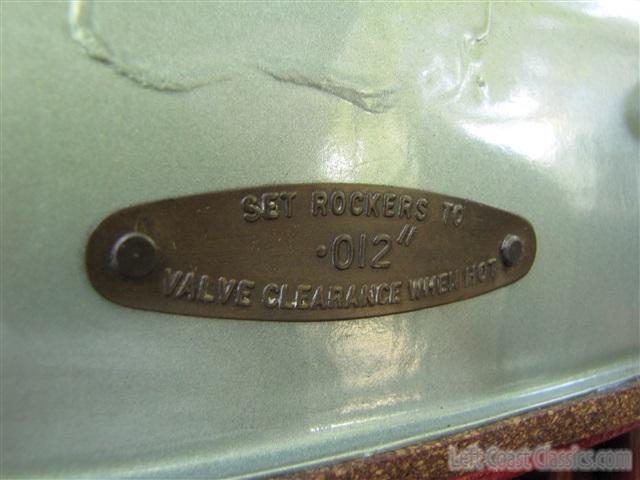 SET ROCKERS TO
·012"
VALVE CLEARANCE WHEN HOT
Left Coast Classics.com